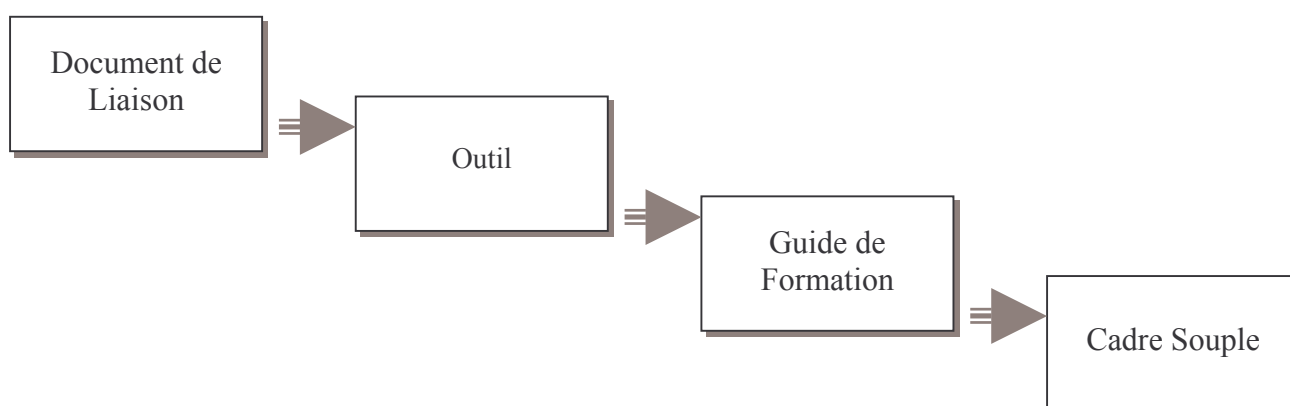 Document de
Liaison
Outil
Guide de
Formation
Cadre Souple